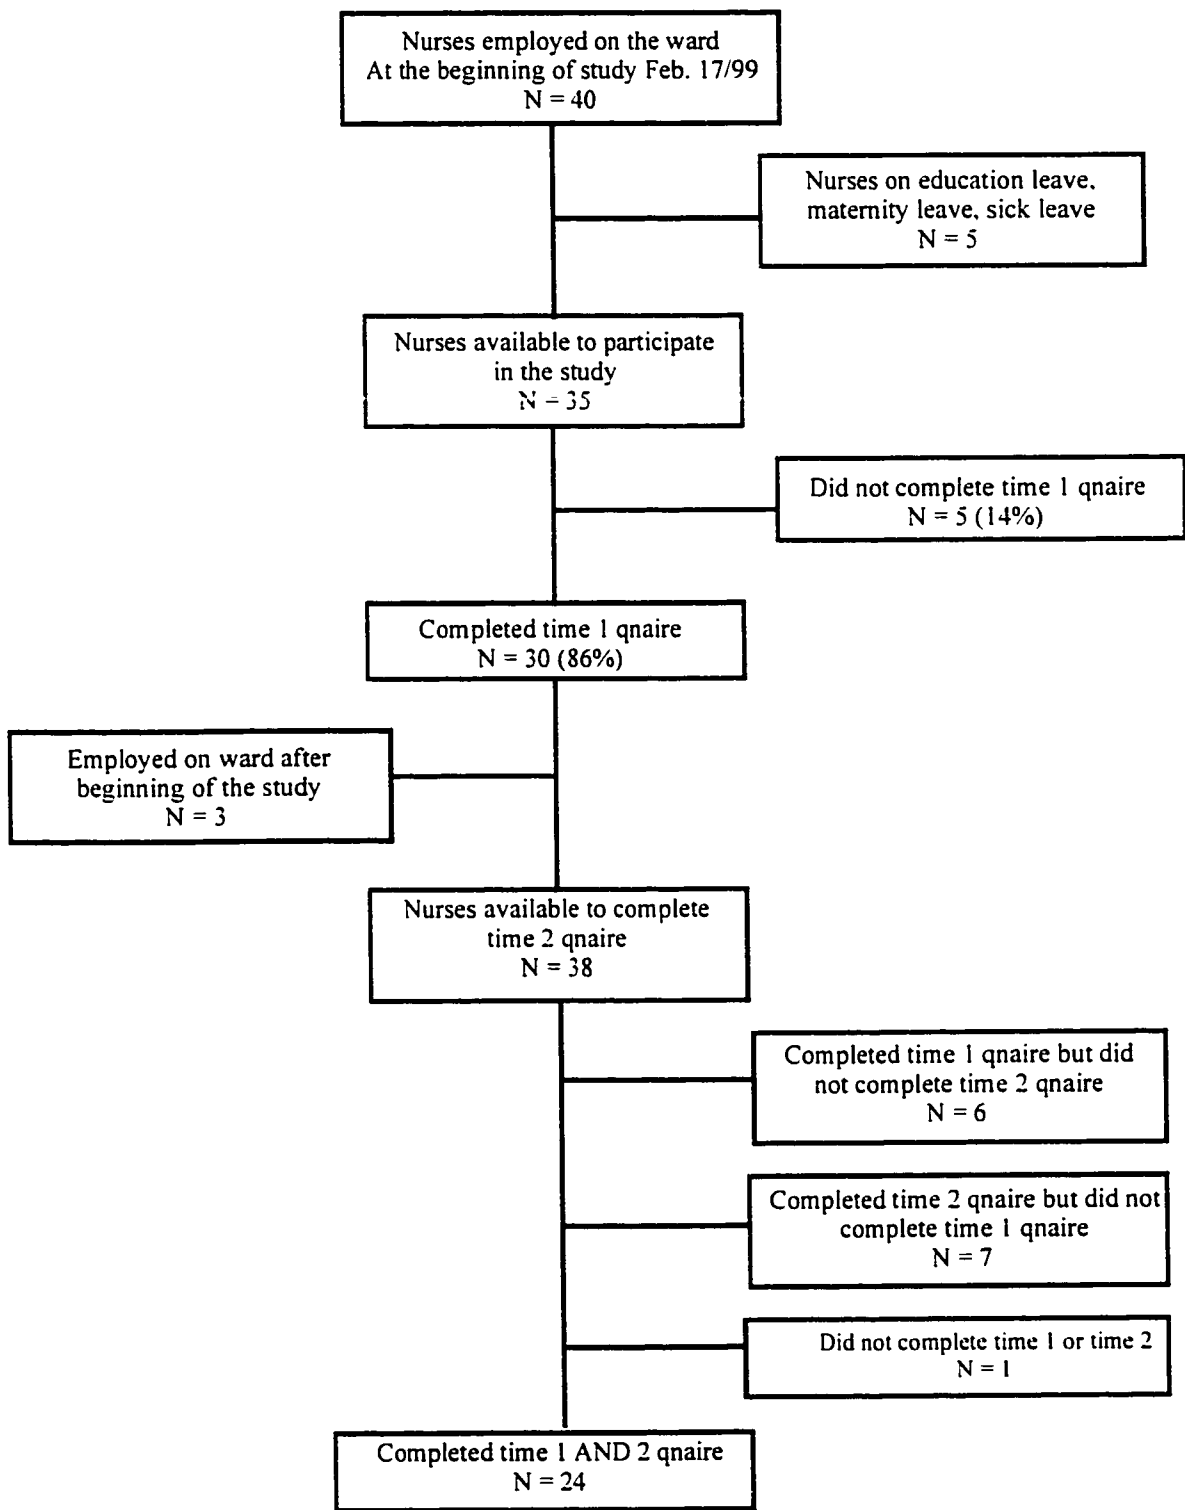 Nurses employed on the ward
At the beginning of study Feb. 17/99
N = 40
Nurses on education leave,
maternity leave, sick leave
N = 5
Nurses available to participate
in the study
N = 35
Did not complete time 1 qnaire
N = 5 (14%)
Completed time 1 qnaire
N = 30 (86%)
Employed on ward after
beginning of the study
N = 3
Nurses available to complete
time 2 qnaire
N = 38
Completed time 1 qnaire but did
not complete time 2 qnaire
N = 6
Completed time 2 qnaire but did not
complete time 1 qnaire
N = 7
Did not complete time 1 or time 2
N = 1
Completed time 1 AND 2 qnaire
N = 24